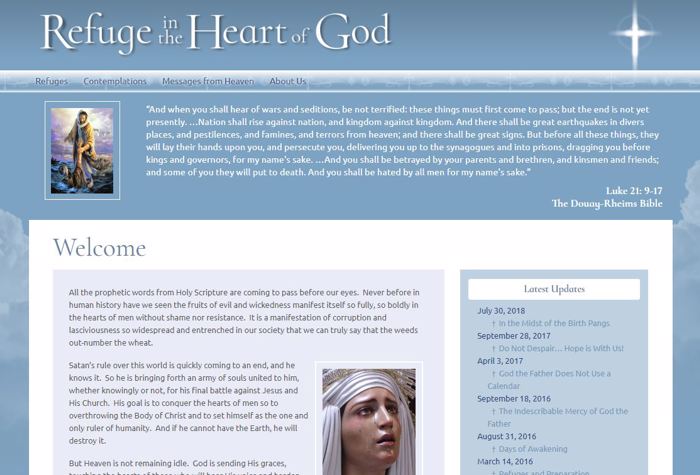 Refuge in the Heart of God
Refuges Contemplations Messages from Heaven About Us
"And when you shall hear of wars and seditions, be not terrified: these things must first come to pass; but the end is not yet
presently. ...Nation shall rise against nation, and kingdom against kingdom. And there shall be great earthquakes in divers
places, and pestilences, and famines, and terrors from heaven; and there shall be great signs. But before all these things, they
will lay their hands upon you, and persecute you, delivering you up to the synagogues and into prisons, dragging you before
kings and governors, for my name's sake. ...And you shall be betrayed by your parents and brethren, and kinsmen and friends;
and some of you they will put to death. And you shall be hated by all men for my name's sake."
Luke 21: 9-17
The Douay-Rheims Bible
Welcome
All the prophetic words from Holy Scripture are coming to pass before our eyes. Never before in
human history have we seen the fruits of evil and wickedness manifest itself so fully, so boldly in
the hearts of men without shame nor resistance. It is a manifestation of corruption and
lasciviousness so widespread and entrenched in our society that we can truly say that the weeds
out-number the wheat.
Satan's rule over this world is quickly coming to an end, and he
knows it. So he is bringing forth an army of souls united to him,
whether knowingly or not, for his final battle against Jesus and
His Church. His goal is to conquer the hearts of men so to
overthrowing the Body of Christ and to set himself as the one and
only ruler of humanity. And if he cannot have the Earth, he will
destroy it.
But Heaven is not remaining idle. God is sending His graces,
Latest Updates
July 30, 2018
† In the Midst of the Birth Pangs
September 28, 2017
† Do Not Despair... Hope is With Us!
April 3, 2017
† God the Father Does Not Use a
Calendar
September 18, 2016
† The Indescribable Mercy of God the
Father
August 31, 2016
† Days of Awakening
March 14, 2016
† Refuges and Preparation